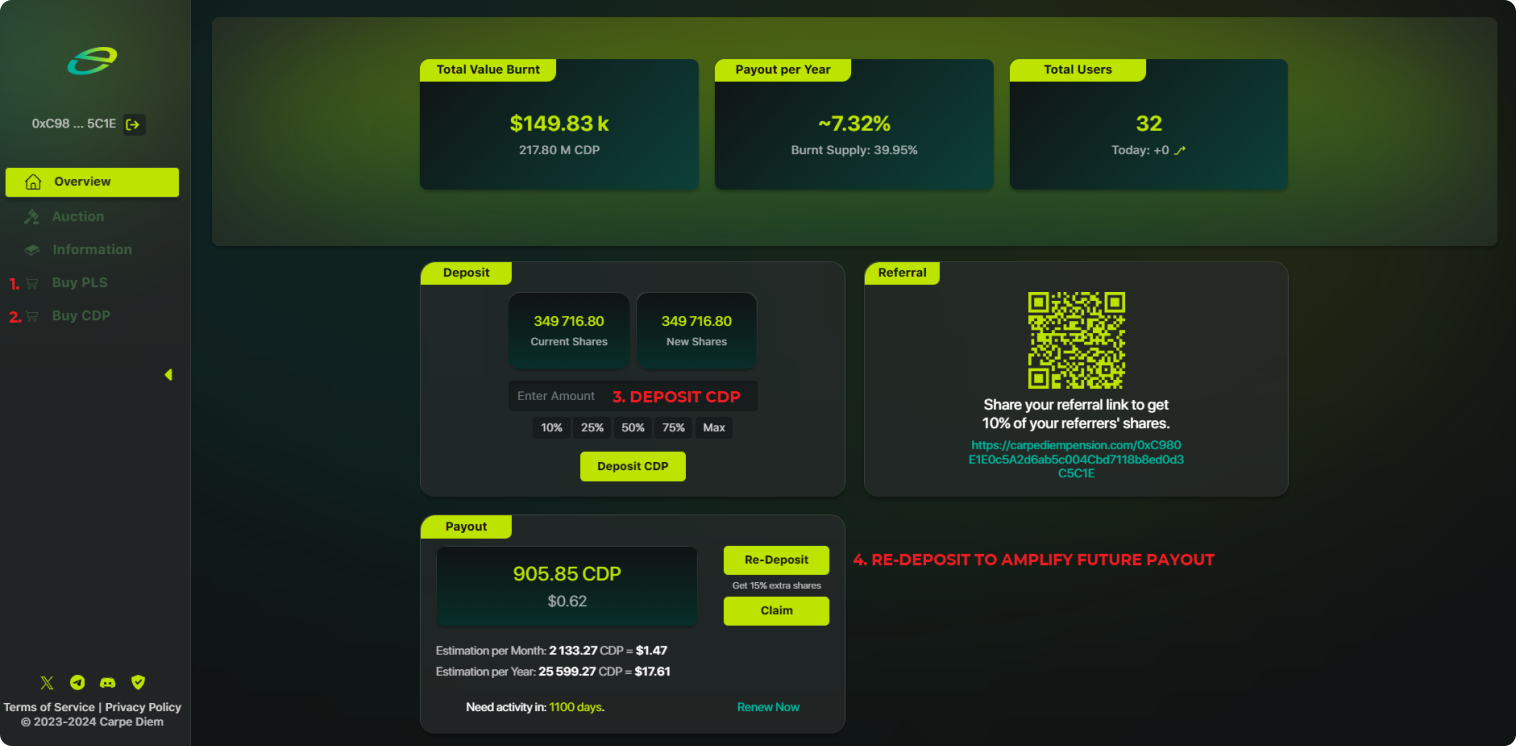 0xC98 ... 5C1E
Overview
Auction
Information
1. Buy PLS
2. Buy CDP
Terms of Service | Privacy Policy
© 2023-2024 Carpe Diem
Total Value Burnt
$149.83 k
217.80 M CDP
Payout per Year
~7.32%
Burnt Supply: 39.95%
Total Users
32
Today: +0
Deposit
349 716.80
Current Shares
349 716.80
New Shares
Enter Amount 3. DEPOSIT CDP
10% 25% 50% 75% Max
Deposit CDP
Referral
Share your referral link to get
10% of your referrers' shares.
https://carpediempension.com/0xC980
E1E0c5A2d6ab5c004Cbd7118b8ed0d3
C5C1E
Payout
905.85 CDP
$0.62
Re-Deposit
Get 15% extra shares
Claim
4. RE-DEPOSIT TO AMPLIFY FUTURE PAYOUT
Estimation per Month: 2 133.27 CDP = $1.47
Estimation per Year: 25 599.27 CDP = $17.61
Need activity in: 1100 days.
Renew Now